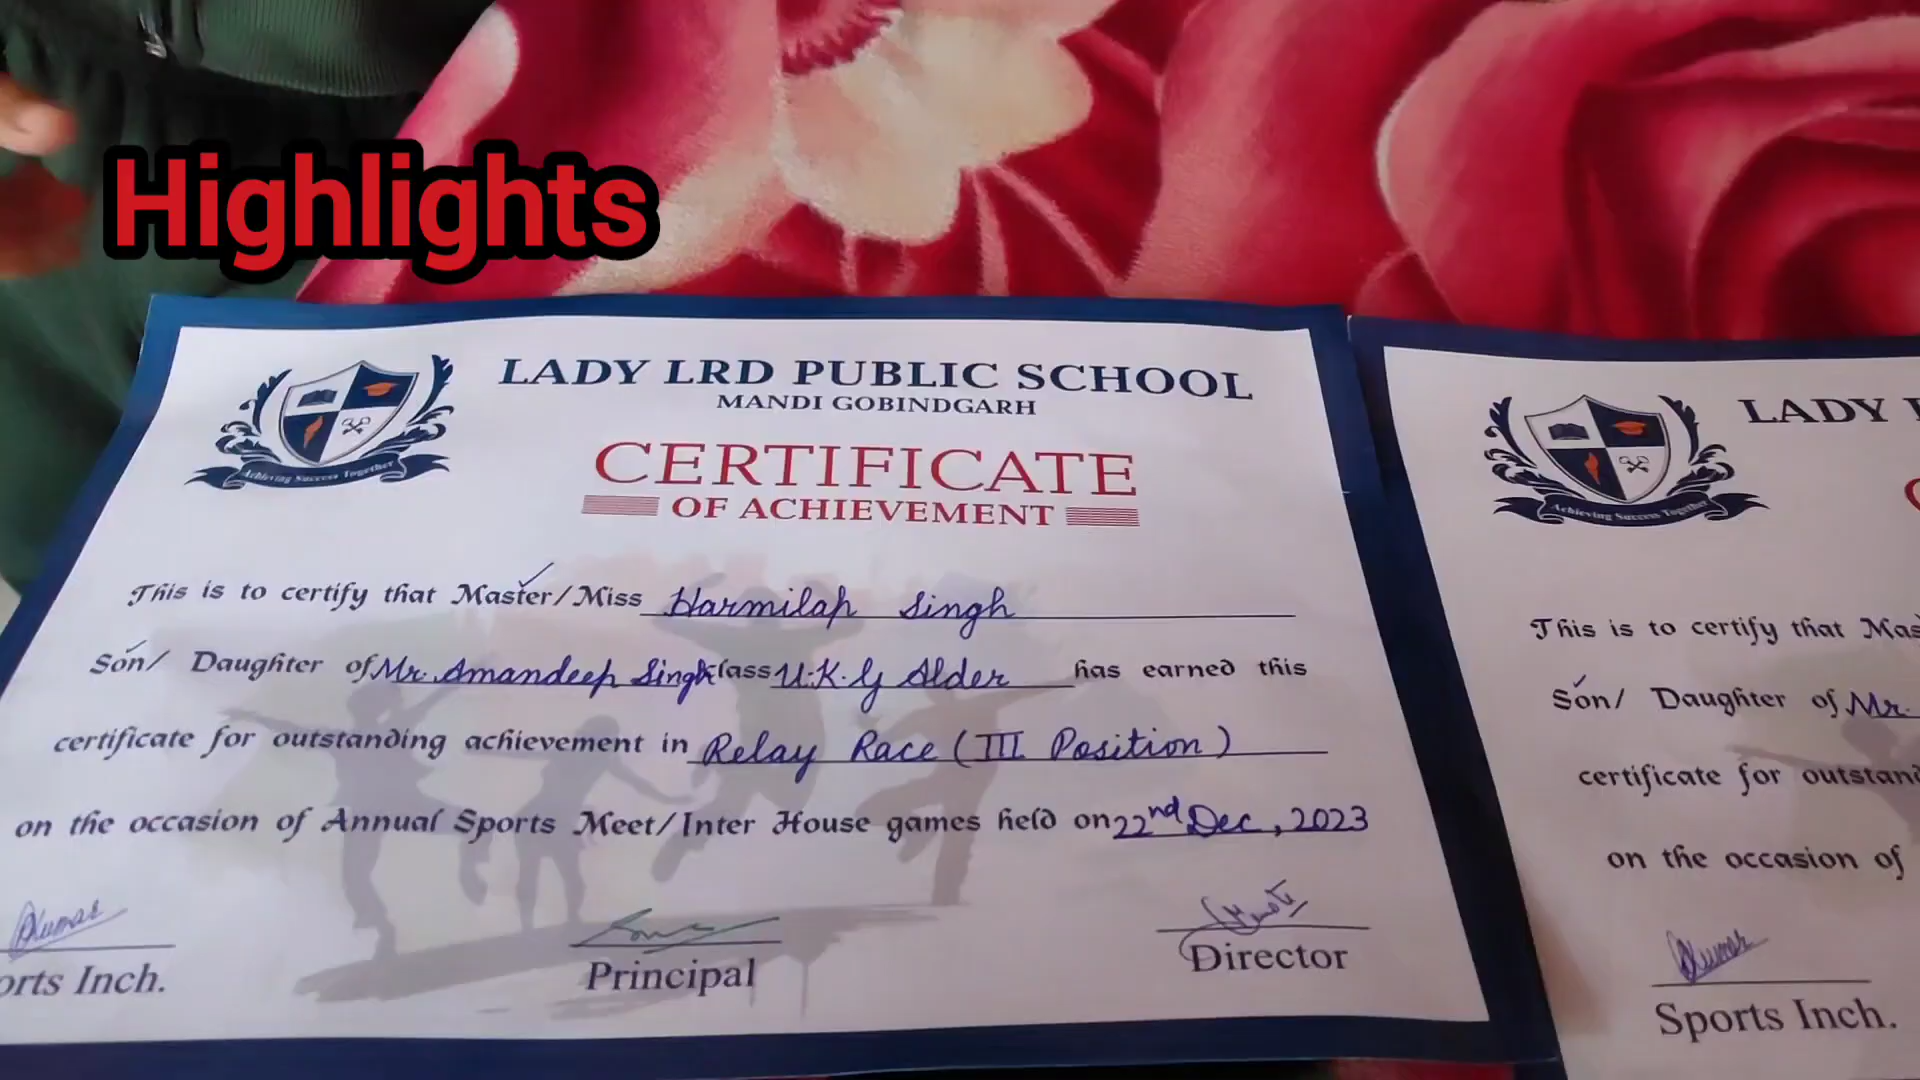 Highlights
LADY LRD PUBLIC SCHOOL
MANDI GOBINDGARH
CERTIFICATE
OF ACHIEVEMENT
Achieving Success Together
This is to certify that Master/Miss Harmilap Singh
Son/ Daughter of Mr. Amandeep Singh class U.K.G Alder has earned this
certificate for outstanding achievement in Relay Race (III Position)
on the occasion of Annual Sports Meet/Inter House games held on 22nd Dec, 2023
orts Inch.
Principal
Director
LADY
Achieving Success Together
This is to certify that Mas
Son/ Daughter of Mr.
certificate for outstand
on the occasion of
Sports Inch.